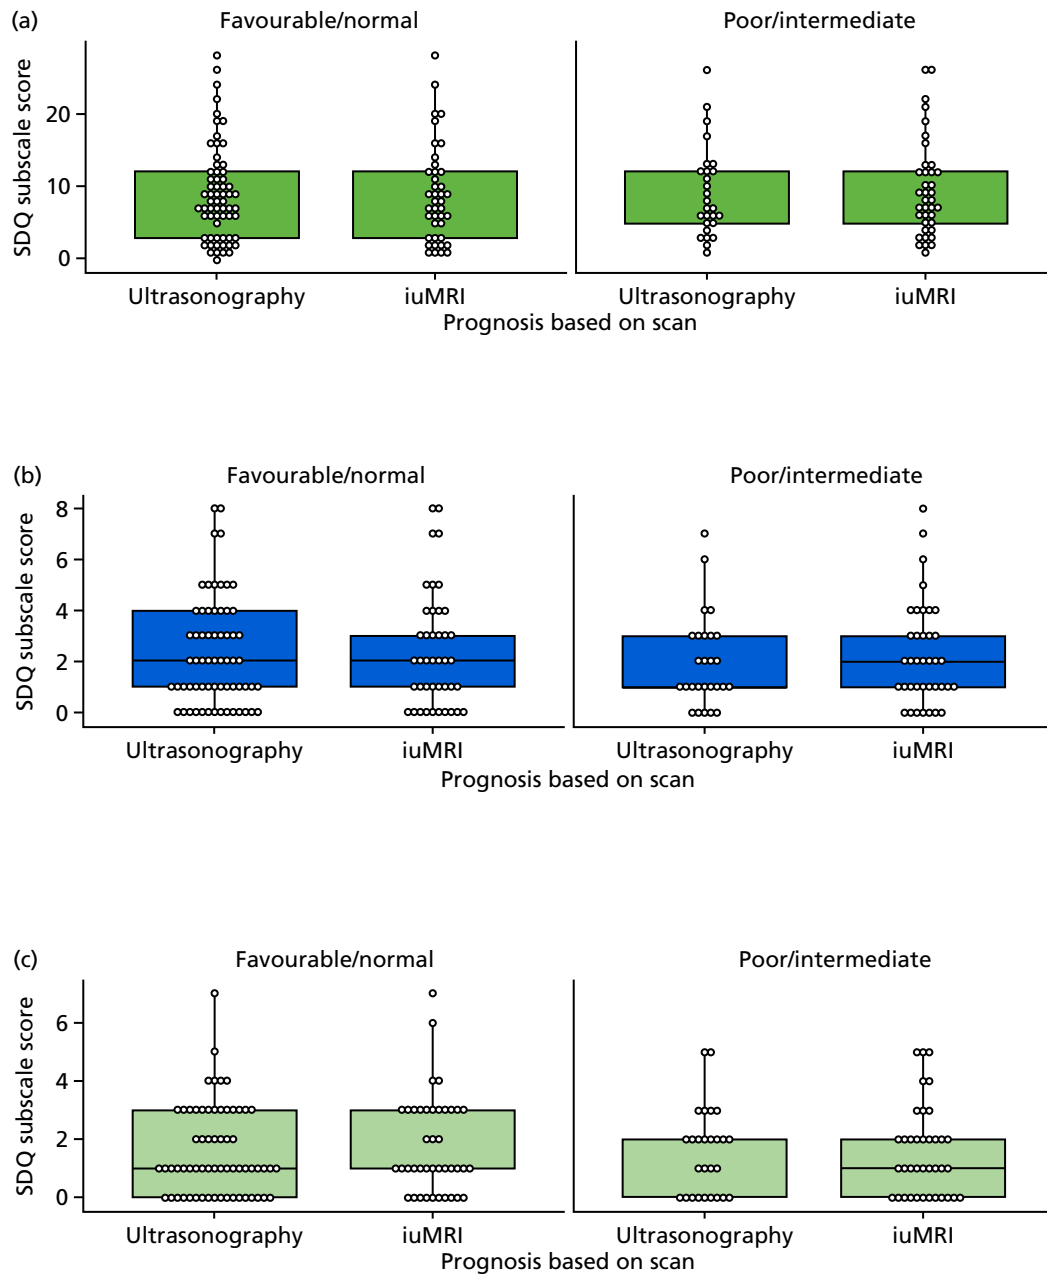 (a)
Favourable/normal
Poor/intermediate
SDQ subscale score
20
10
0
Ultrasonography
iuMRI
Ultrasonography
iuMRI
Prognosis based on scan
(b)
Favourable/normal
Poor/intermediate
SDQ subscale score
8
6
4
2
0
Ultrasonography
iuMRI
Ultrasonography
iuMRI
Prognosis based on scan
(c)
Favourable/normal
Poor/intermediate
SDQ subscale score
6
4
2
0
Ultrasonography
iuMRI
Ultrasonography
iuMRI
Prognosis based on scan